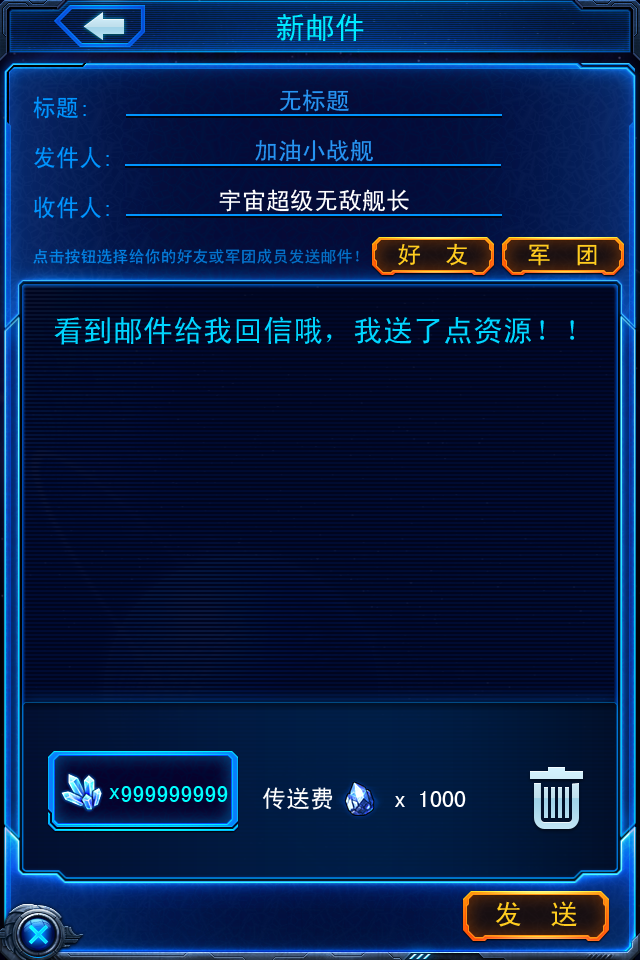 新邮件
标题: 无标题
发件人: 加油小战舰
收件人: 宇宙超级无敌舰长
点击按钮选择给你的好友或军团成员发送邮件! 好 友 军 团
看到邮件给我回信哦，我送了点资源！！
x999999999 传送费 x 1000
发 送